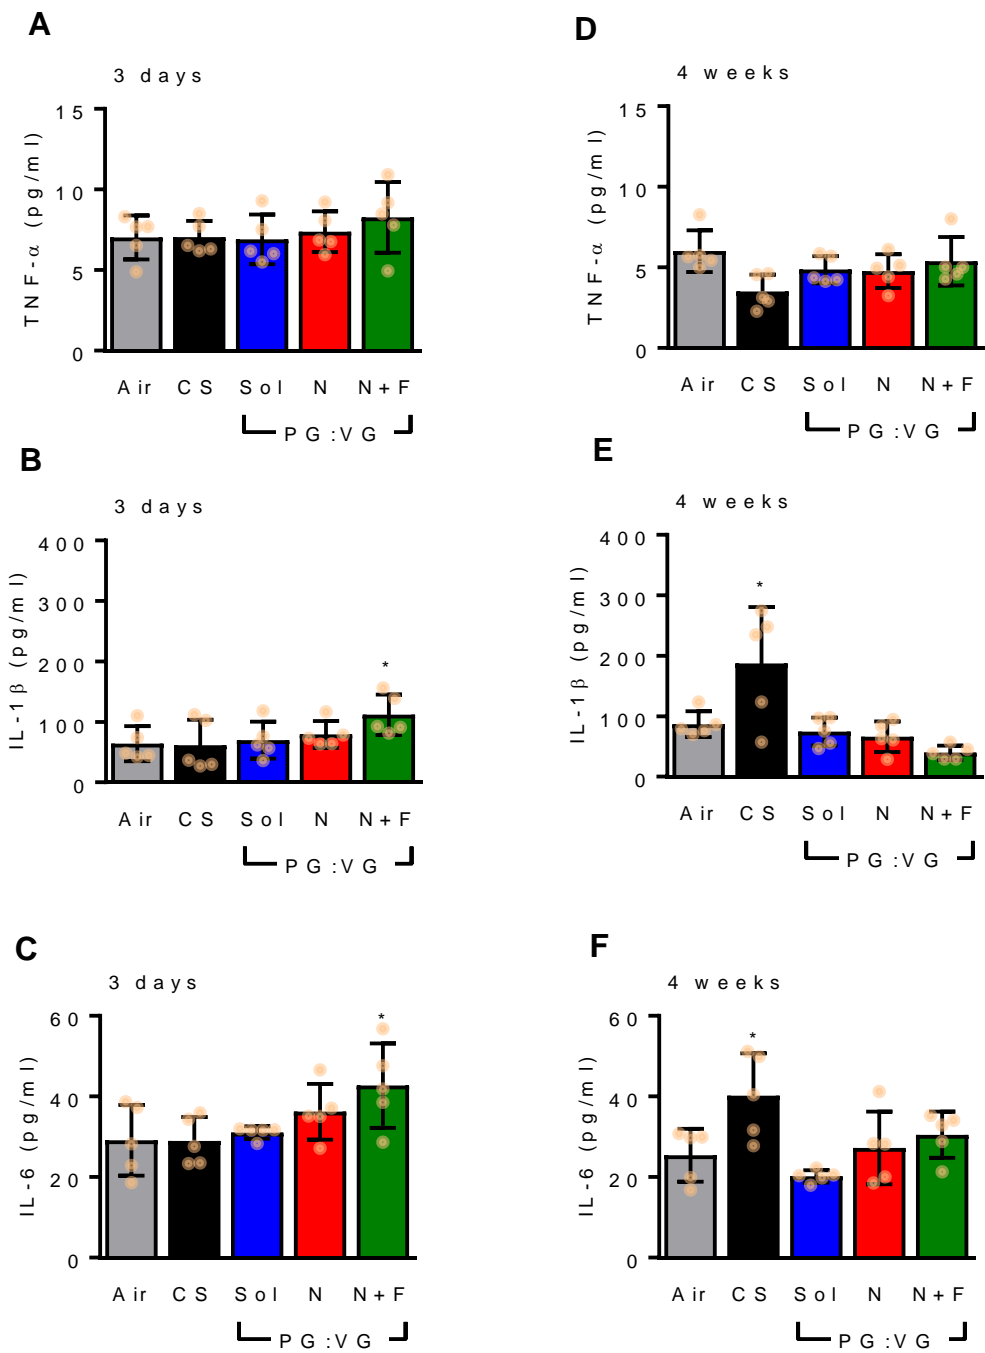 A
3 days
TNF-α (pg/ml)
15
10
5
0
Air CS Sol N N+F
PG:VG
B
3 days
IL-1β (pg/ml)
400
300
200
100
0
*
Air CS Sol N N+F
PG:VG
C
3 days
IL-6 (pg/ml)
60
40
20
0
*
Air CS Sol N N+F
PG:VG
D
4 weeks
TNF-α (pg/ml)
15
10
5
0
Air CS Sol N N+F
PG:VG
E
4 weeks
IL-1β (pg/ml)
400
300
200
100
0
*
Air CS Sol N N+F
PG:VG
F
4 weeks
IL-6 (pg/ml)
60
40
20
0
*
Air CS Sol N N+F
PG:VG